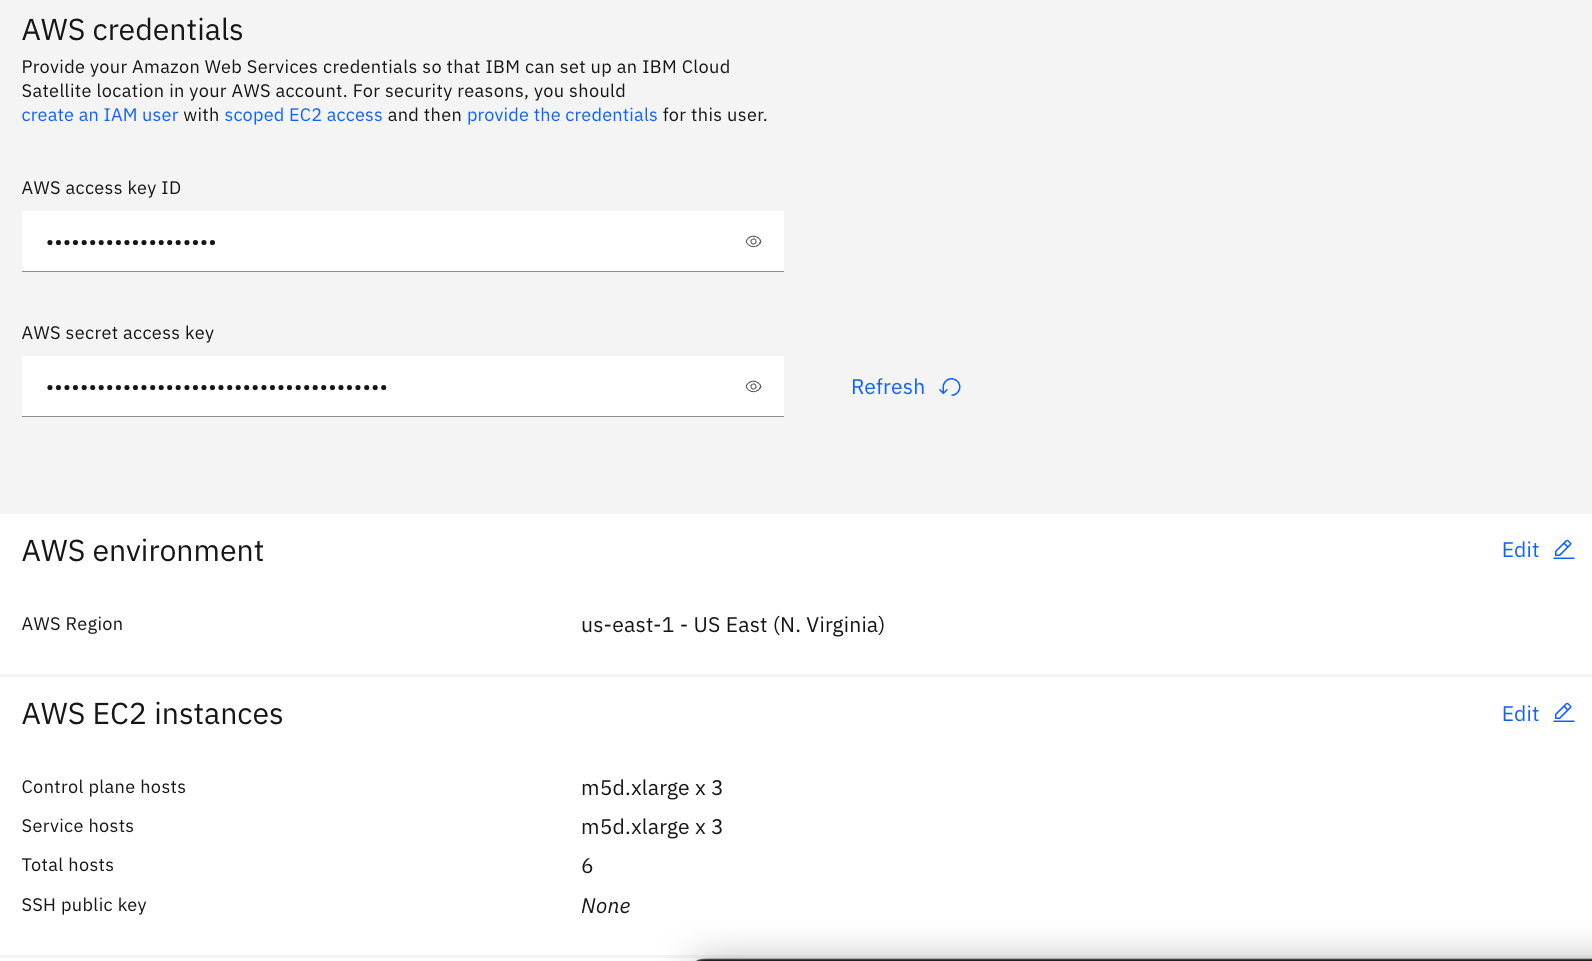 AWS credentials
Provide your Amazon Web Services credentials so that IBM can set up an IBM Cloud
Satellite location in your AWS account. For security reasons, you should
create an IAM user with scoped EC2 access and then provide the credentials for this user.
AWS access key ID
••••••••••••••••••••
AWS secret access key
••••••••••••••••••••••••••••••••••••••••
Refresh
AWS environment
Edit
AWS Region
us-east-1 - US East (N. Virginia)
AWS EC2 instances
Edit
Control plane hosts
m5d.xlarge x 3
Service hosts
m5d.xlarge x 3
Total hosts
6
SSH public key
None